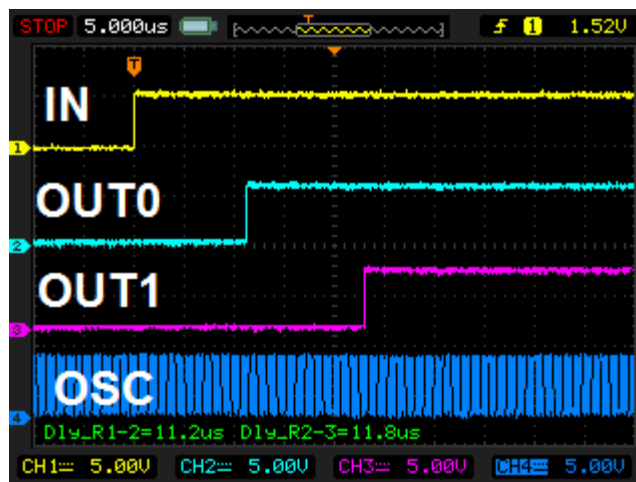 STOP 5.000us T f 1 1.52V
T
IN
1
OUT0
2
OUT1
3
OSC
4
Dly_R1-2=11.2us Dly_R2-3=11.8us
CH1 5.00V CH2 5.00V CH3 5.00V CH4 5.00V